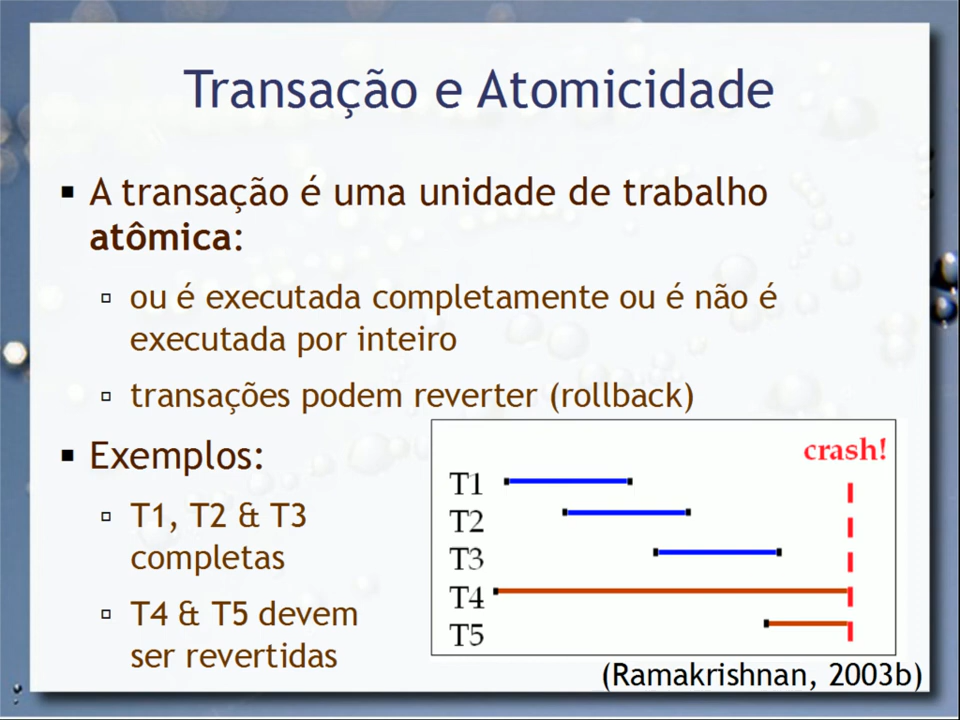 Transação e Atomicidade
A transação é uma unidade de trabalho
atômica:
ou é executada completamente ou é não é
executada por inteiro
transações podem reverter (rollback)
Exemplos:
T1, T2 & T3
completas
T4 & T5 devem
ser revertidas
crash!
T1
T2
T3
T4
T5
(Ramakrishnan, 2003b)